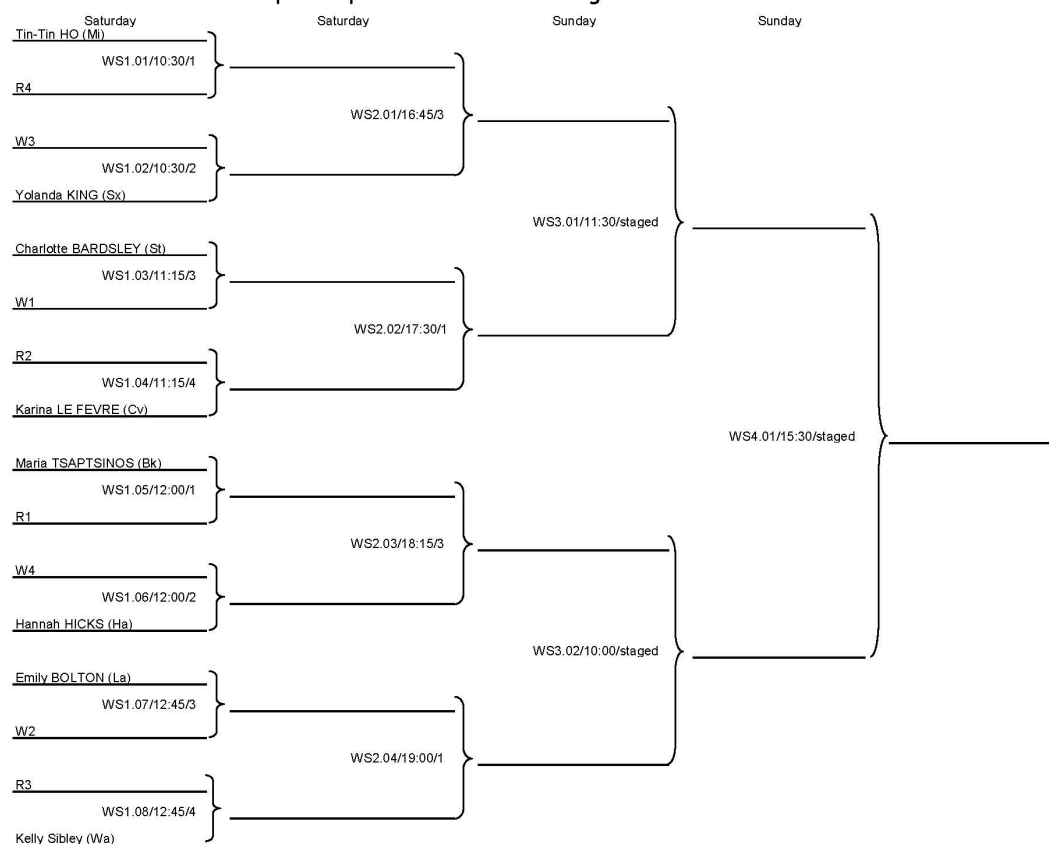 Saturday Saturday Sunday Sunday
Tin-Tin HO (Mi)
WS1.01/10:30/1
R4
WS2.01/16:45/3
W3
WS1.02/10:30/2
Yolanda KING (Sx)
WS3.01/11:30/staged
Charlotte BARDSLEY (St)
WS1.03/11:15/3
W1
WS2.02/17:30/1
R2
WS1.04/11:15/4
Karina LE FEVRE (Cv)
WS4.01/15:30/staged
Maria TSAPTSINOS (Bk)
WS1.05/12:00/1
R1
WS2.03/18:15/3
W4
WS1.06/12:00/2
Hannah HICKS (Ha)
WS3.02/10:00/staged
Emily BOLTON (La)
WS1.07/12:45/3
W2
WS2.04/19:00/1
R3
WS1.08/12:45/4
Kelly Sibley (Wa)